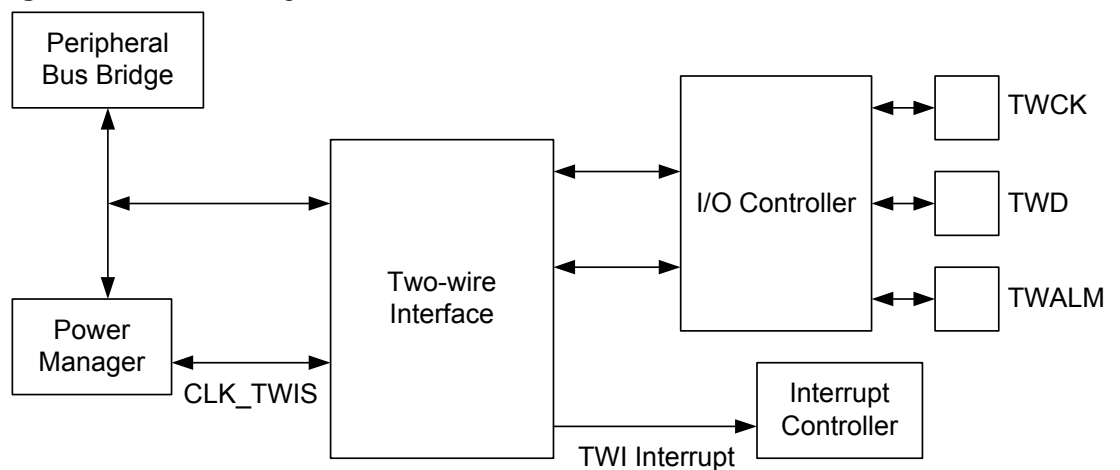 Peripheral
Bus Bridge
TWCK
I/O Controller
TWD
Two-wire
Interface
TWALM
Power
Manager
CLK_TWIS
Interrupt
Controller
TWI Interrupt